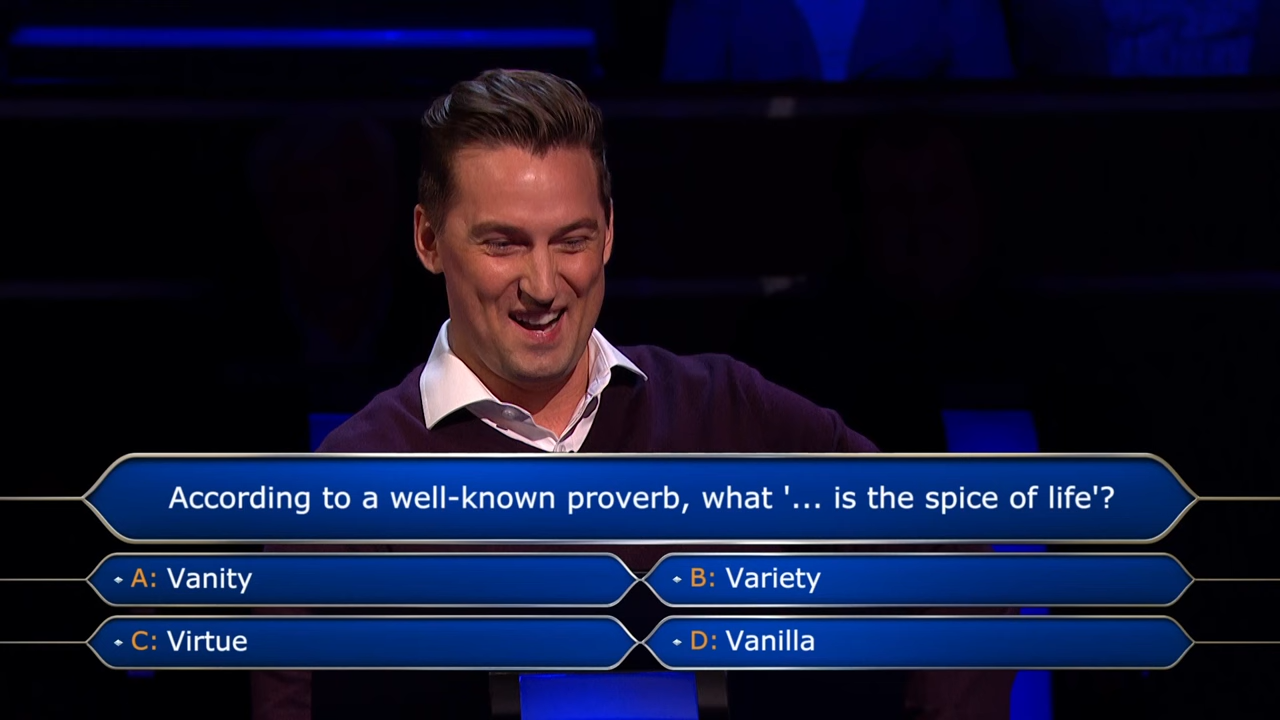 According to a well-known proverb, what '... is the spice of life'?
A: Vanity
B: Variety
C: Virtue
D: Vanilla